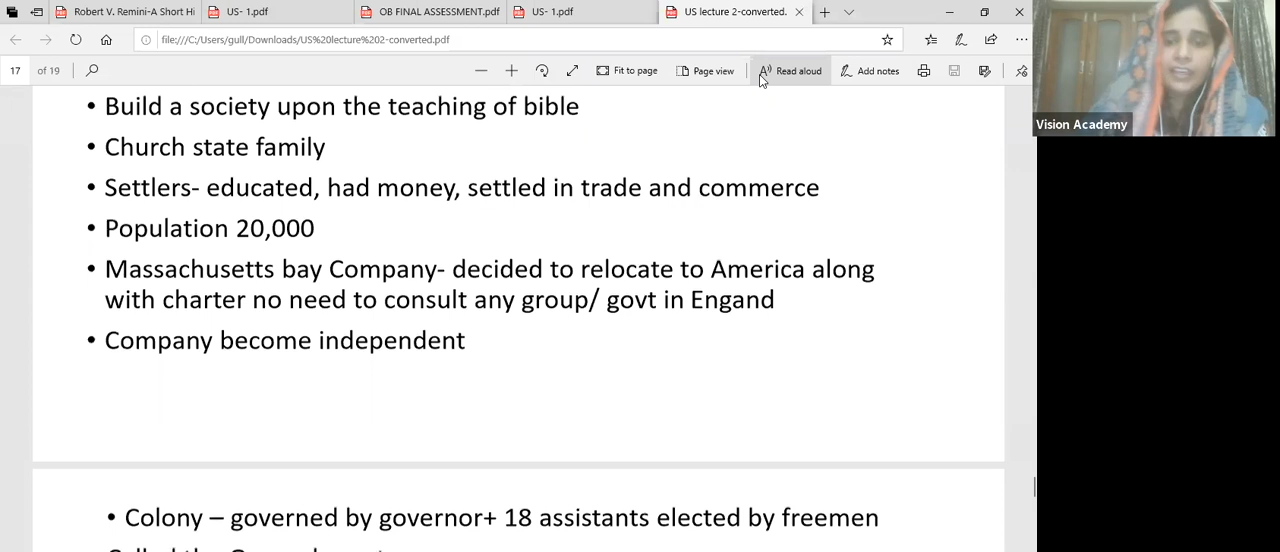 Robert V. Remini-A Short Hi
US- 1.pdf
OB FINAL ASSESSMENT.pdf
US- 1.pdf
US lecture 2-converted.
file:///C:/Users/gull/Downloads/US%20lecture%202-converted.pdf
17 of 19
Fit to page
Page view
Read aloud
Add notes
Vision Academy
• Build a society upon the teaching of bible
• Church state family
• Settlers- educated, had money, settled in trade and commerce
• Population 20,000
• Massachusetts bay Company- decided to relocate to America along
with charter no need to consult any group/ govt in Engand
• Company become independent
• Colony – governed by governor+ 18 assistants elected by freemen